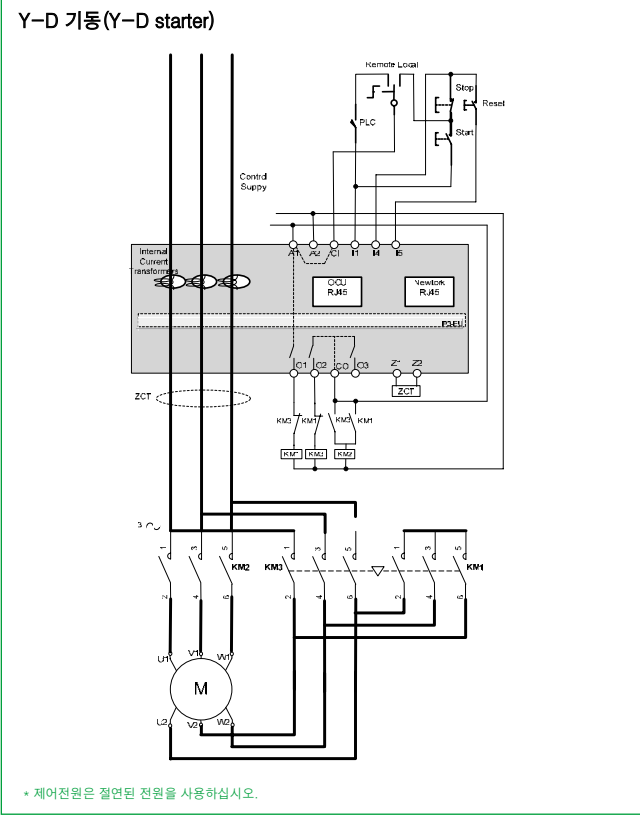 Y-D 기동(Y-D starter)
Remote Local
Stop
Reset
PLC
Start
Control
Suppy
Internal
Current
Transformers
A1 A2 CI I1 I4 I5
OCU
RJ45
Newtork
RJ45
O1 O2 CO O3 Z1 Z2
ZCT
ZCT
KM3 KM1 KM3 KM1
KM3
KM2
3
1 3 5 1 3 5 1 3 5
KM2 KM3 KM1
2 4 6 2 4 6 2 4 6
U1 V1 W1
M
U2 V2 W2
* 제어전원은 절연된 전원을 사용하십시오.